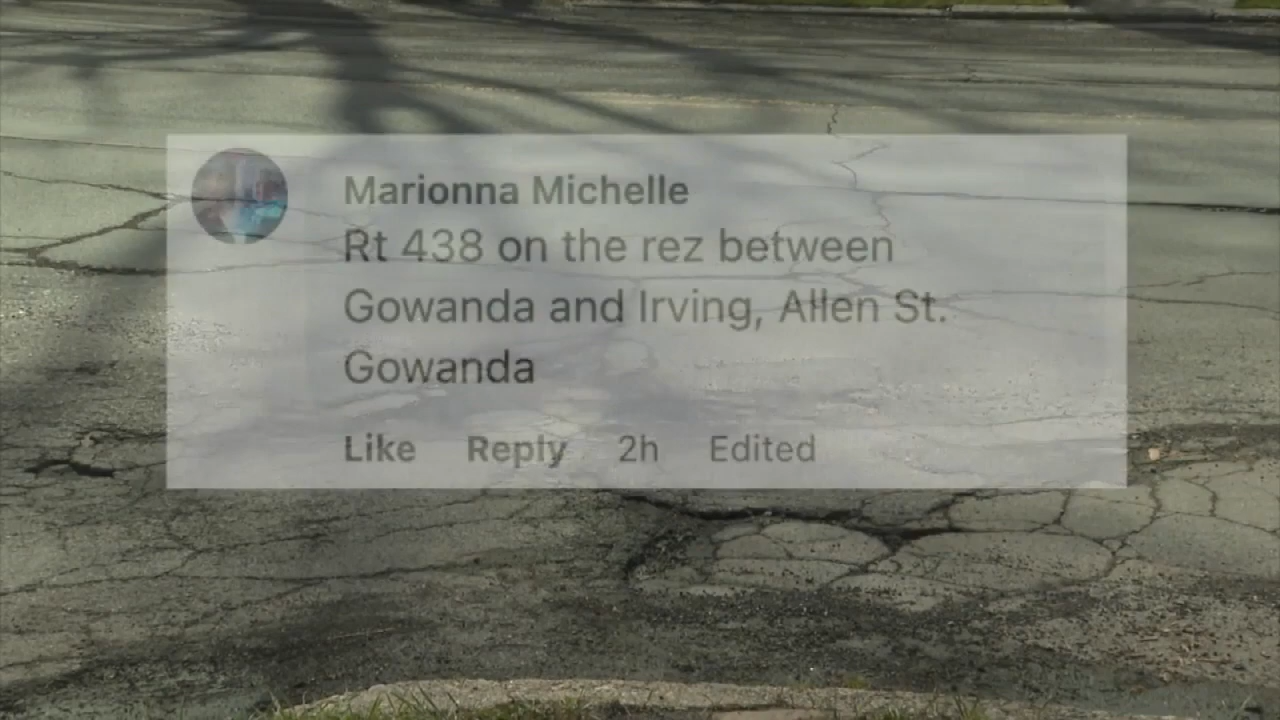 Marionna Michelle
Rt 438 on the rez between
Gowanda and Irving, Allen St.
Gowanda
Like Reply 2h Edited